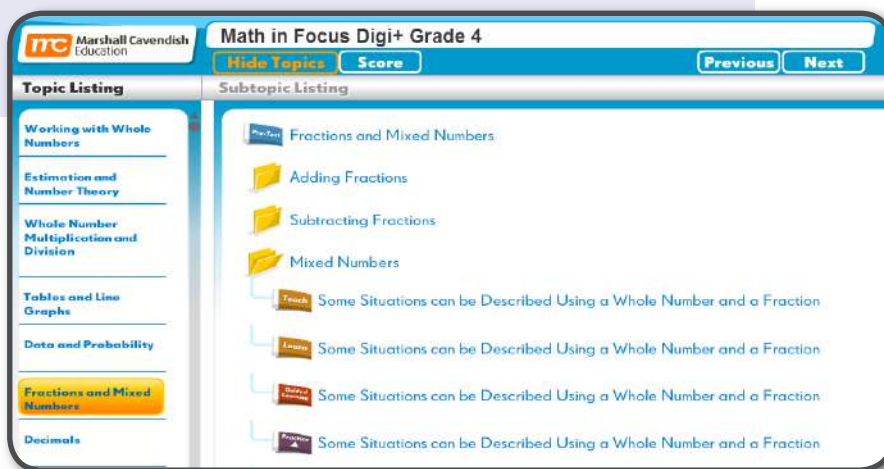 mc Marshall Cavendish
Education
Math in Focus Digi+ Grade 4
Hide Topics Score Previous Next
Topic Listing
Subtopic Listing
Working with Whole
Numbers
Estimation and
Number Theory
Whole Number
Multiplication and
Division
Tables and Line
Graphs
Data and Probability
Fractions and Mixed
Numbers
Decimals
Pre-Test Fractions and Mixed Numbers
Adding Fractions
Subtracting Fractions
Mixed Numbers
Teach Some Situations can be Described Using a Whole Number and a Fraction
Learn Some Situations can be Described Using a Whole Number and a Fraction
Guided
Learning Some Situations can be Described Using a Whole Number and a Fraction
Practice Some Situations can be Described Using a Whole Number and a Fraction